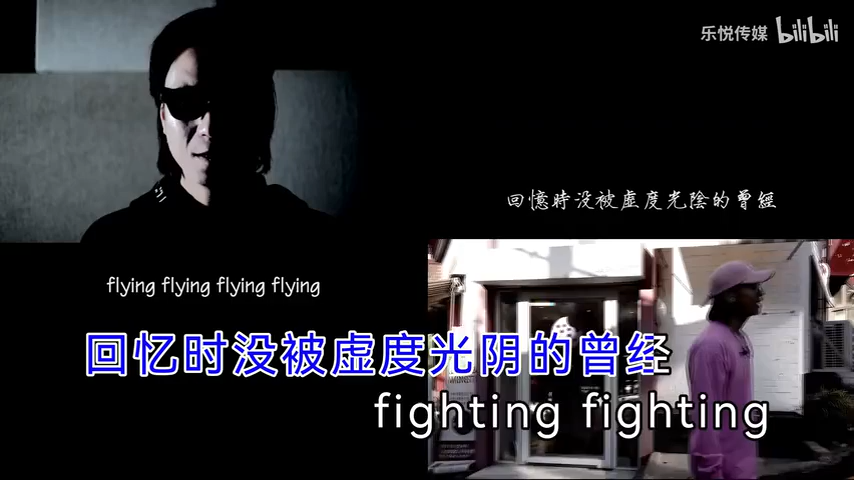 乐悦传媒 bilibili
回憶時没被虛度光陰的曾經
flying flying flying flying
回忆时没被虚度光阴的曾经
fighting fighting